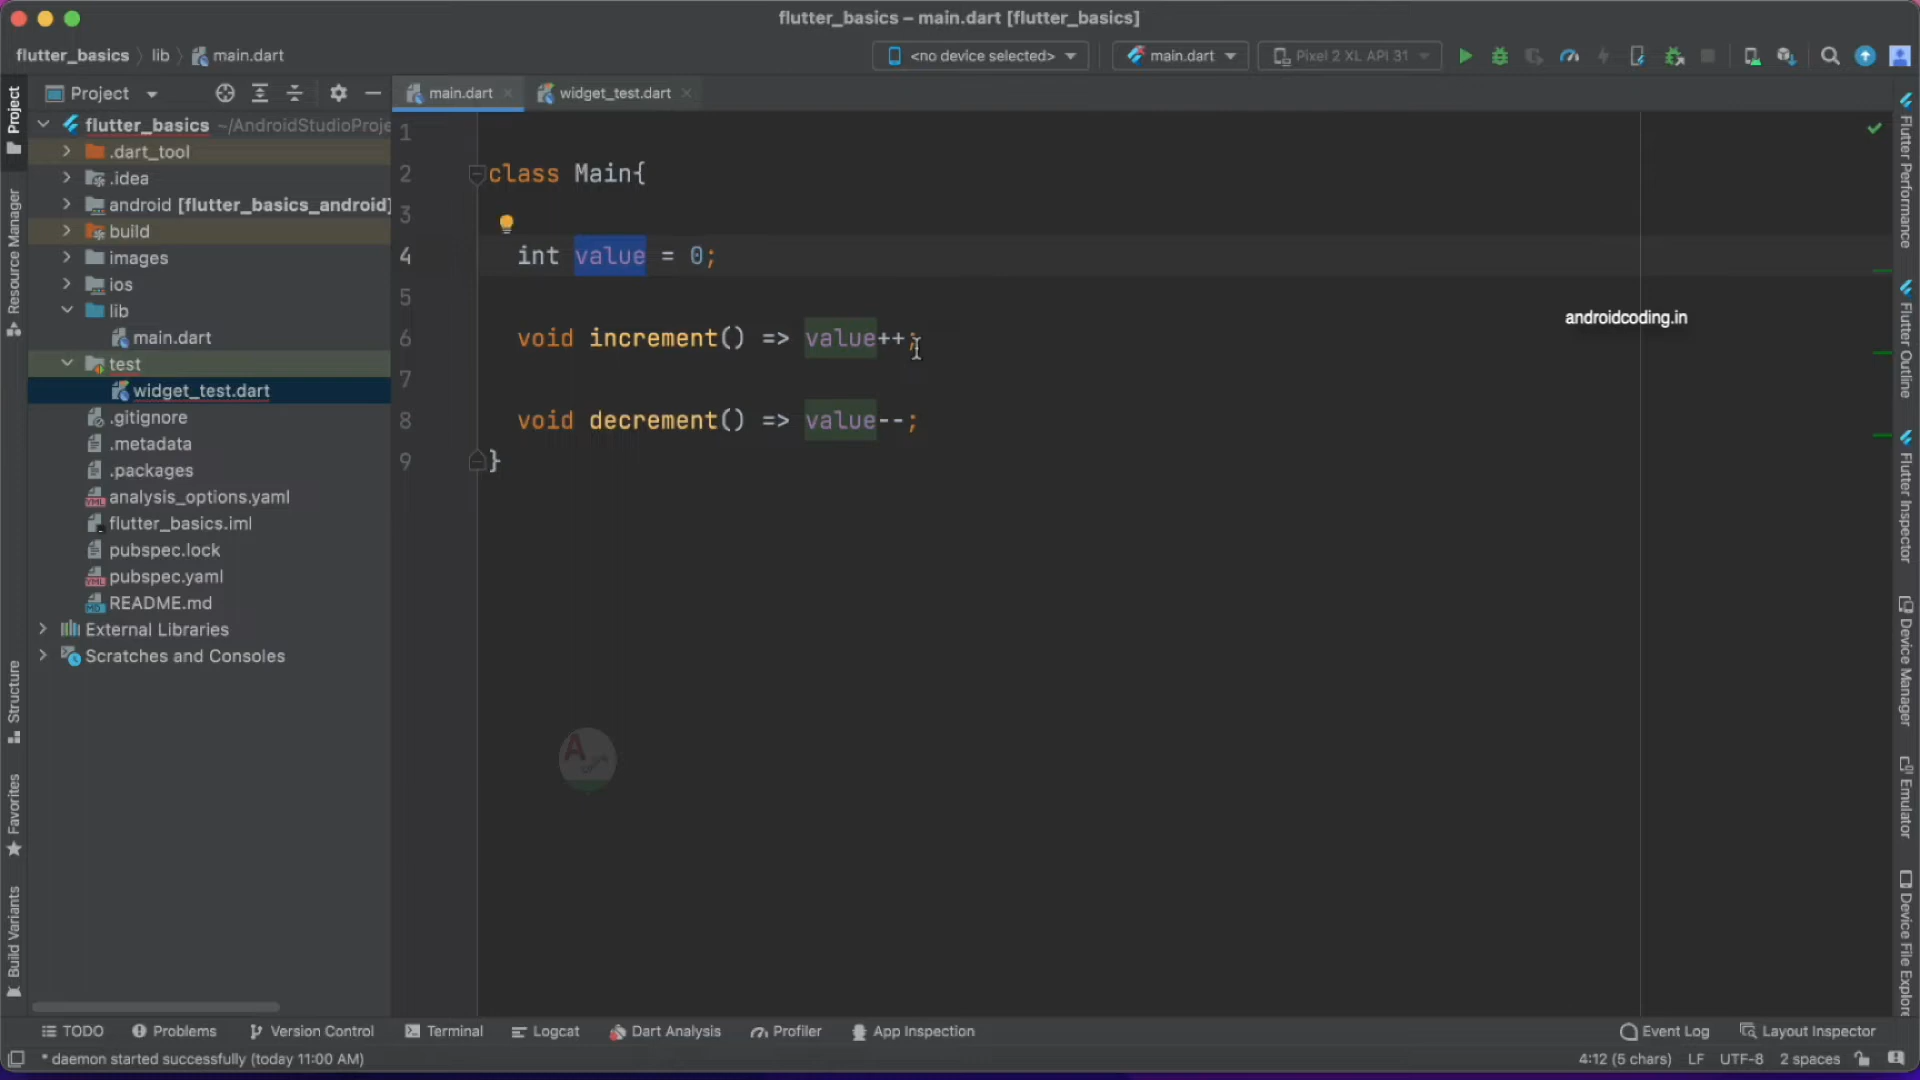 flutter_basics – main.dart [flutter_basics]
flutter_basics lib main.dart
<no device selected> main.dart Pixel 2 XL API 31
Project
main.dart
widget_test.dart
flutter_basics ~/AndroidStudioProje
.dart_tool
.idea
android [flutter_basics_android]
build
images
ios
lib
main.dart
test
widget_test.dart
.gitignore
.metadata
.packages
analysis_options.yaml
flutter_basics.iml
pubspec.lock
pubspec.yaml
README.md
External Libraries
Scratches and Consoles
Project
Resource Manager
Structure
Favorites
Build Variants
1
2 class Main{
3
4 int value = 0;
5
6 void increment() => value++;
7
8 void decrement() => value--;
9 }
androidcoding.in
A
Flutter Performance
Flutter Outline
Flutter Inspector
Device Manager
Emulator
Device File Explor
TODO Problems Version Control Terminal Logcat Dart Analysis Profiler App Inspection Event Log Layout Inspector
* daemon started successfully (today 11:00 AM) 4:12 (5 chars) LF UTF-8 2 spaces